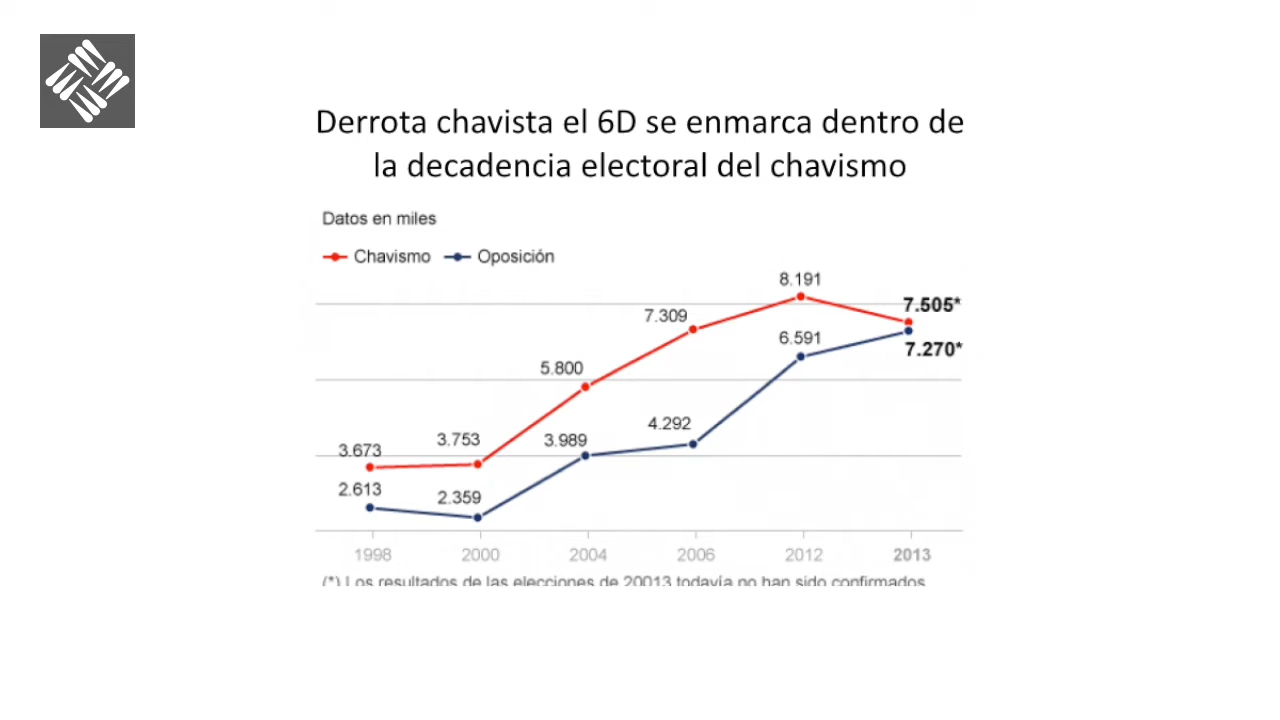 Derrota chavista el 6D se enmarca dentro de
la decadencia electoral del chavismo
Datos en miles
Chavismo Oposición
8.191
7.505*
7.309
6.591
7.270*
5.800
4.292
3.753 3.989
3.673
2.613 2.359
1998 2000 2004 2006 2012 2013
(*) Los resultados de las elecciones de 20013 todavía no han sido confirmados